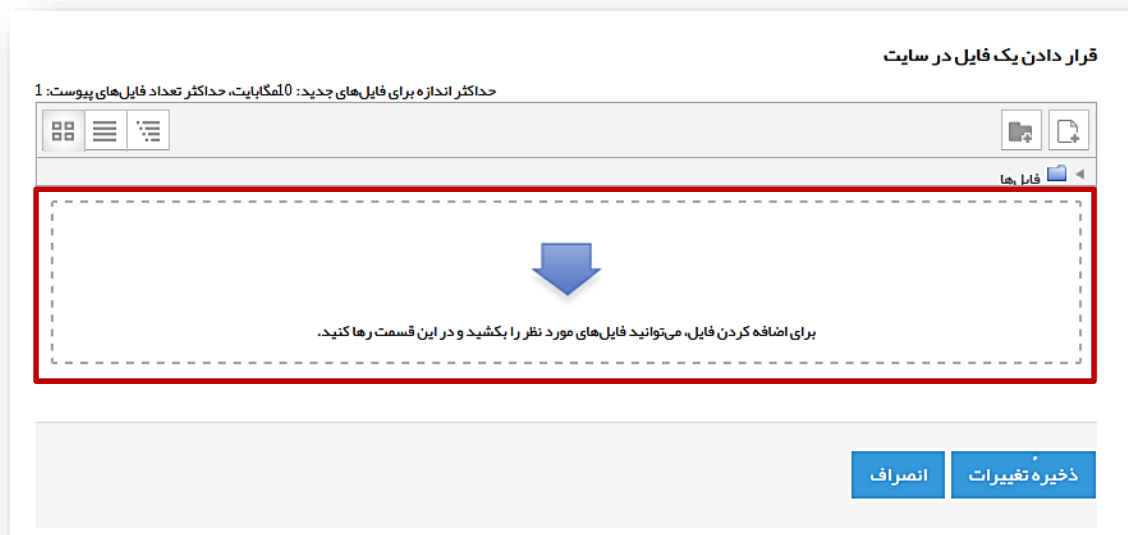 قرار دادن یک فایل در سایت
حداکثر اندازه برای فایل‌های جدید: 10مگابایت، حداکثر تعداد فایل‌های پیوست: 1
فایل‌ها
برای اضافه کردن فایل، می‌توانید فایل‌های مورد نظر را بکشید و در این قسمت رها کنید.
ذخیرهٔ تغییرات انصراف